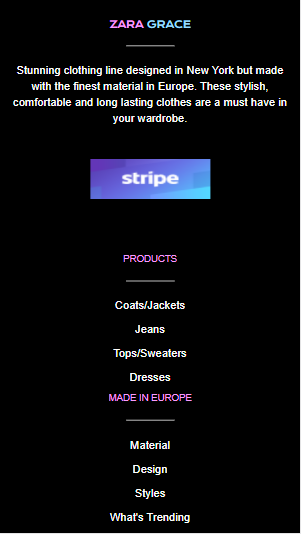 ZARA GRACE
Stunning clothing line designed in New York but made
with the finest material in Europe. These stylish,
comfortable and long lasting clothes are a must have in
your wardrobe.
stripe
PRODUCTS
Coats/Jackets
Jeans
Tops/Sweaters
Dresses
MADE IN EUROPE
Material
Design
Styles
What's Trending